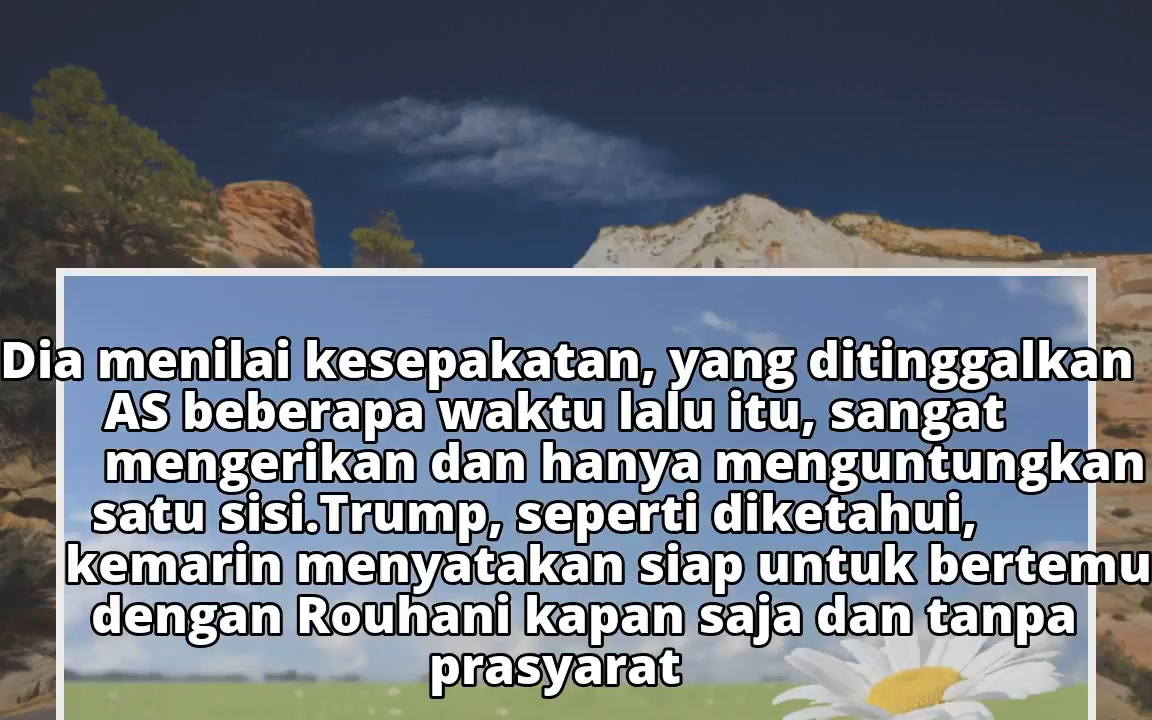 Dia menilai kesepakatan, yang ditinggalkan
AS beberapa waktu lalu itu, sangat
mengerikan dan hanya menguntungkan
satu sisi.Trump, seperti diketahui,
kemarin menyatakan siap untuk bertemu
dengan Rouhani kapan saja dan tanpa
prasyarat